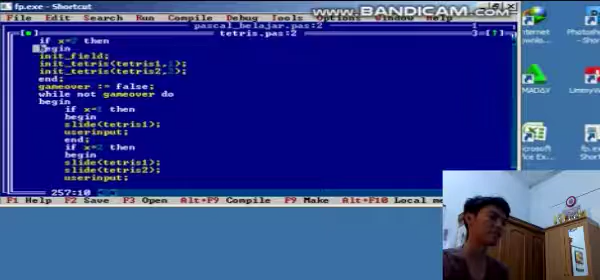 fp.exe - Shortcut
www.BANDICAM.com
File Edit Search Run Compile Debug Tools Options Window Help
pascal_belajar.pas:2
tetris.pas:2
if x=2 then
begin
init_field;
init_tetris(tetris1,1);
init_tetris(tetris2,2);
end;
gameover := false;
while not gameover do
begin
if x=1 then
begin
slide(tetris1);
userinput;
end;
if x=2 then
begin
slide(tetris1);
slide(tetris2);
userinput;
257:10
F1 Help F2 Save F3 Open Alt+F9 Compile F9 Make Alt+F10 Local me
fp.exe